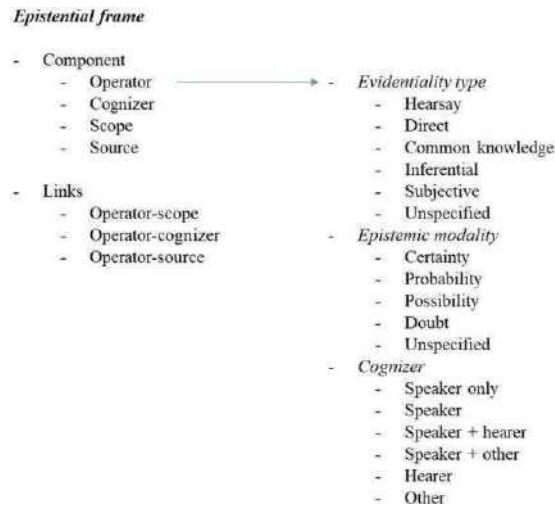 Epistential frame
- Component
- Operator
- Cognizer
- Scope
- Source
- Links
- Operator-scope
- Operator-cognizer
- Operator-source
- Evidentiality type
- Hearsay
- Direct
- Common knowledge
- Inferential
- Subjective
- Unspecified
- Epistemic modality
- Certainty
- Probability
- Possibility
- Doubt
- Unspecified
- Cognizer
- Speaker only
- Speaker
- Speaker + hearer
- Speaker + other
- Hearer
- Other